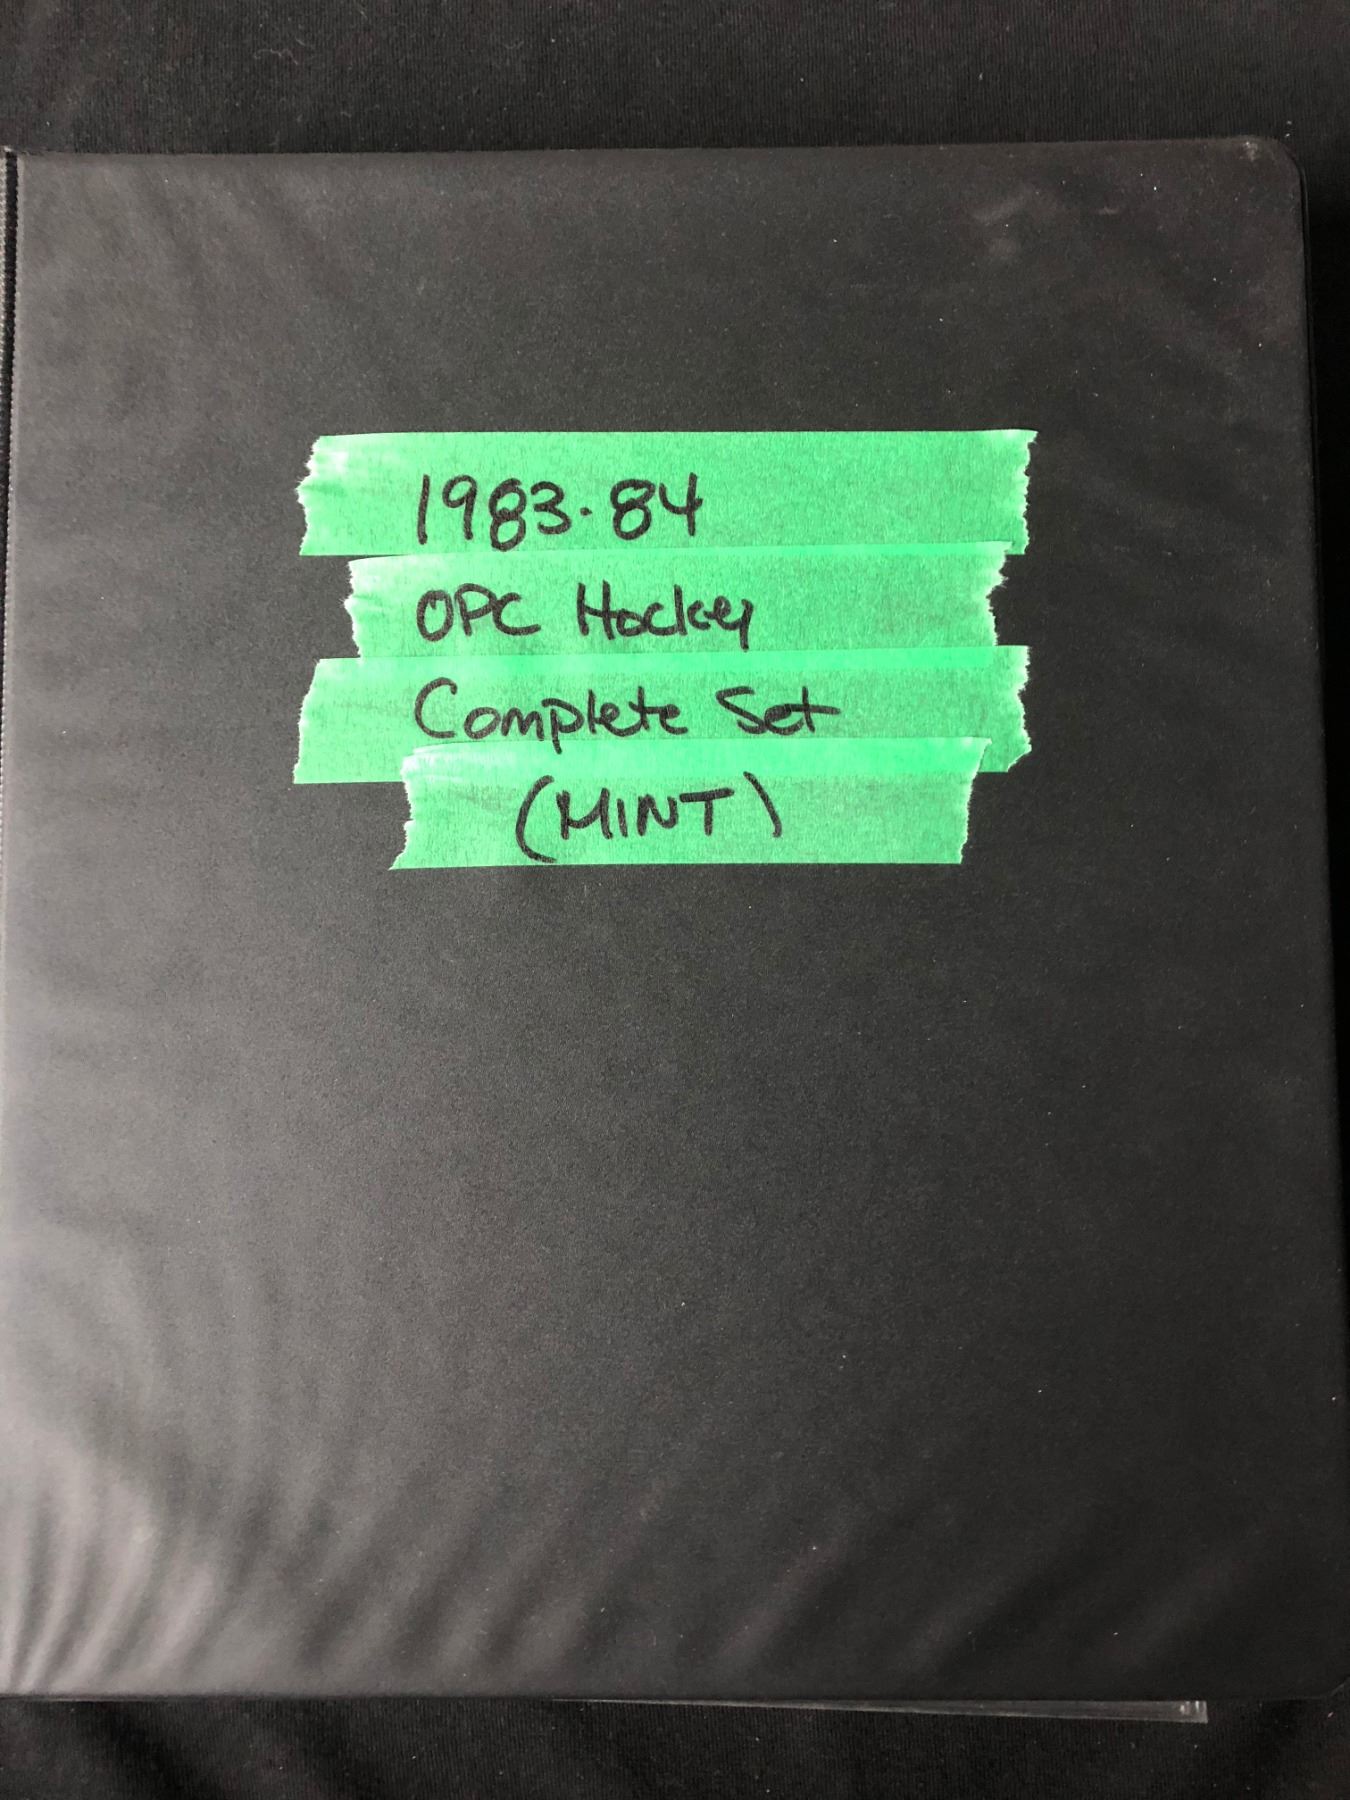 1983-84
OPC Hockey
Complete Set
(MINT)